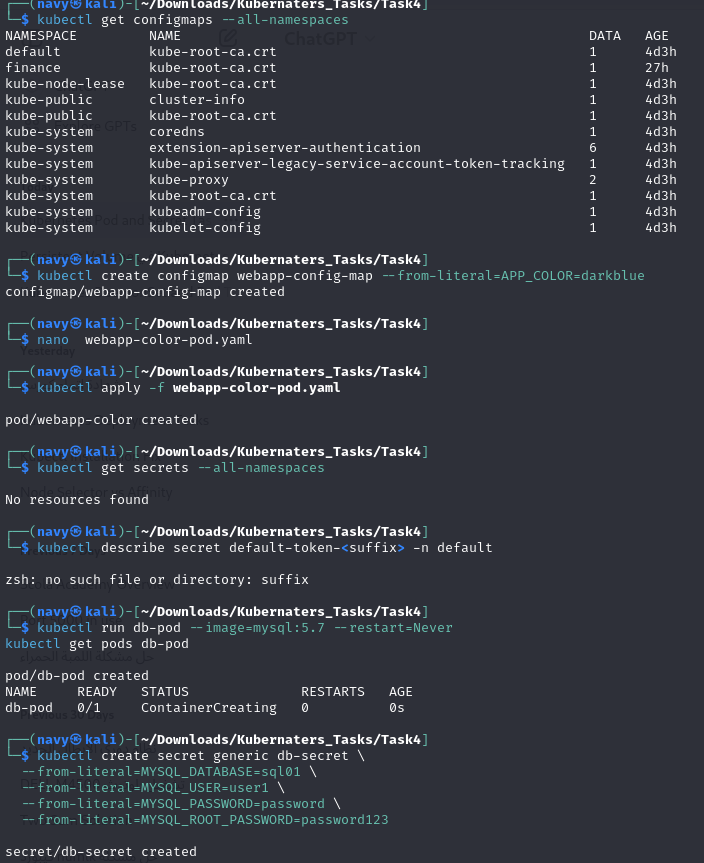 ┌──(navy㉿kali)-[~/Downloads/Kubernaters_Tasks/Task4]
└─$ kubectl get configmaps --all-namespaces
NAMESPACE         NAME                                                   DATA   AGE
default           kube-root-ca.crt                                       1      4d3h
finance           kube-root-ca.crt                                       1      27h
kube-node-lease   kube-root-ca.crt                                       1      4d3h
kube-public       cluster-info                                           1      4d3h
kube-public       kube-root-ca.crt                                       1      4d3h
kube-system       coredns                                                1      4d3h
kube-system       extension-apiserver-authentication                     6      4d3h
kube-system       kube-apiserver-legacy-service-account-token-tracking   1      4d3h
kube-system       kube-proxy                                             2      4d3h
kube-system       kube-root-ca.crt                                       1      4d3h
kube-system       kubeadm-config                                         1      4d3h
kube-system       kubelet-config                                         1      4d3h
┌──(navy㉿kali)-[~/Downloads/Kubernaters_Tasks/Task4]
└─$ kubectl create configmap webapp-config-map --from-literal=APP_COLOR=darkblue
configmap/webapp-config-map created
┌──(navy㉿kali)-[~/Downloads/Kubernaters_Tasks/Task4]
└─$ nano  webapp-color-pod.yaml
┌──(navy㉿kali)-[~/Downloads/Kubernaters_Tasks/Task4]
└─$ kubectl apply -f webapp-color-pod.yaml
pod/webapp-color created
┌──(navy㉿kali)-[~/Downloads/Kubernaters_Tasks/Task4]
└─$ kubectl get secrets --all-namespaces
No resources found
┌──(navy㉿kali)-[~/Downloads/Kubernaters_Tasks/Task4]
└─$ kubectl describe secret default-token-<suffix> -n default
zsh: no such file or directory: suffix
┌──(navy㉿kali)-[~/Downloads/Kubernaters_Tasks/Task4]
└─$ kubectl run db-pod --image=mysql:5.7 --restart=Never
kubectl get pods db-pod
pod/db-pod created
NAME     READY   STATUS              RESTARTS   AGE
db-pod   0/1     ContainerCreating   0          0s
┌──(navy㉿kali)-[~/Downloads/Kubernaters_Tasks/Task4]
└─$ kubectl create secret generic db-secret \
  --from-literal=MYSQL_DATABASE=sql01 \
  --from-literal=MYSQL_USER=user1 \
  --from-literal=MYSQL_PASSWORD=password \
  --from-literal=MYSQL_ROOT_PASSWORD=password123
secret/db-secret created
ChatGPT
Yesterday
Previous 30 Days